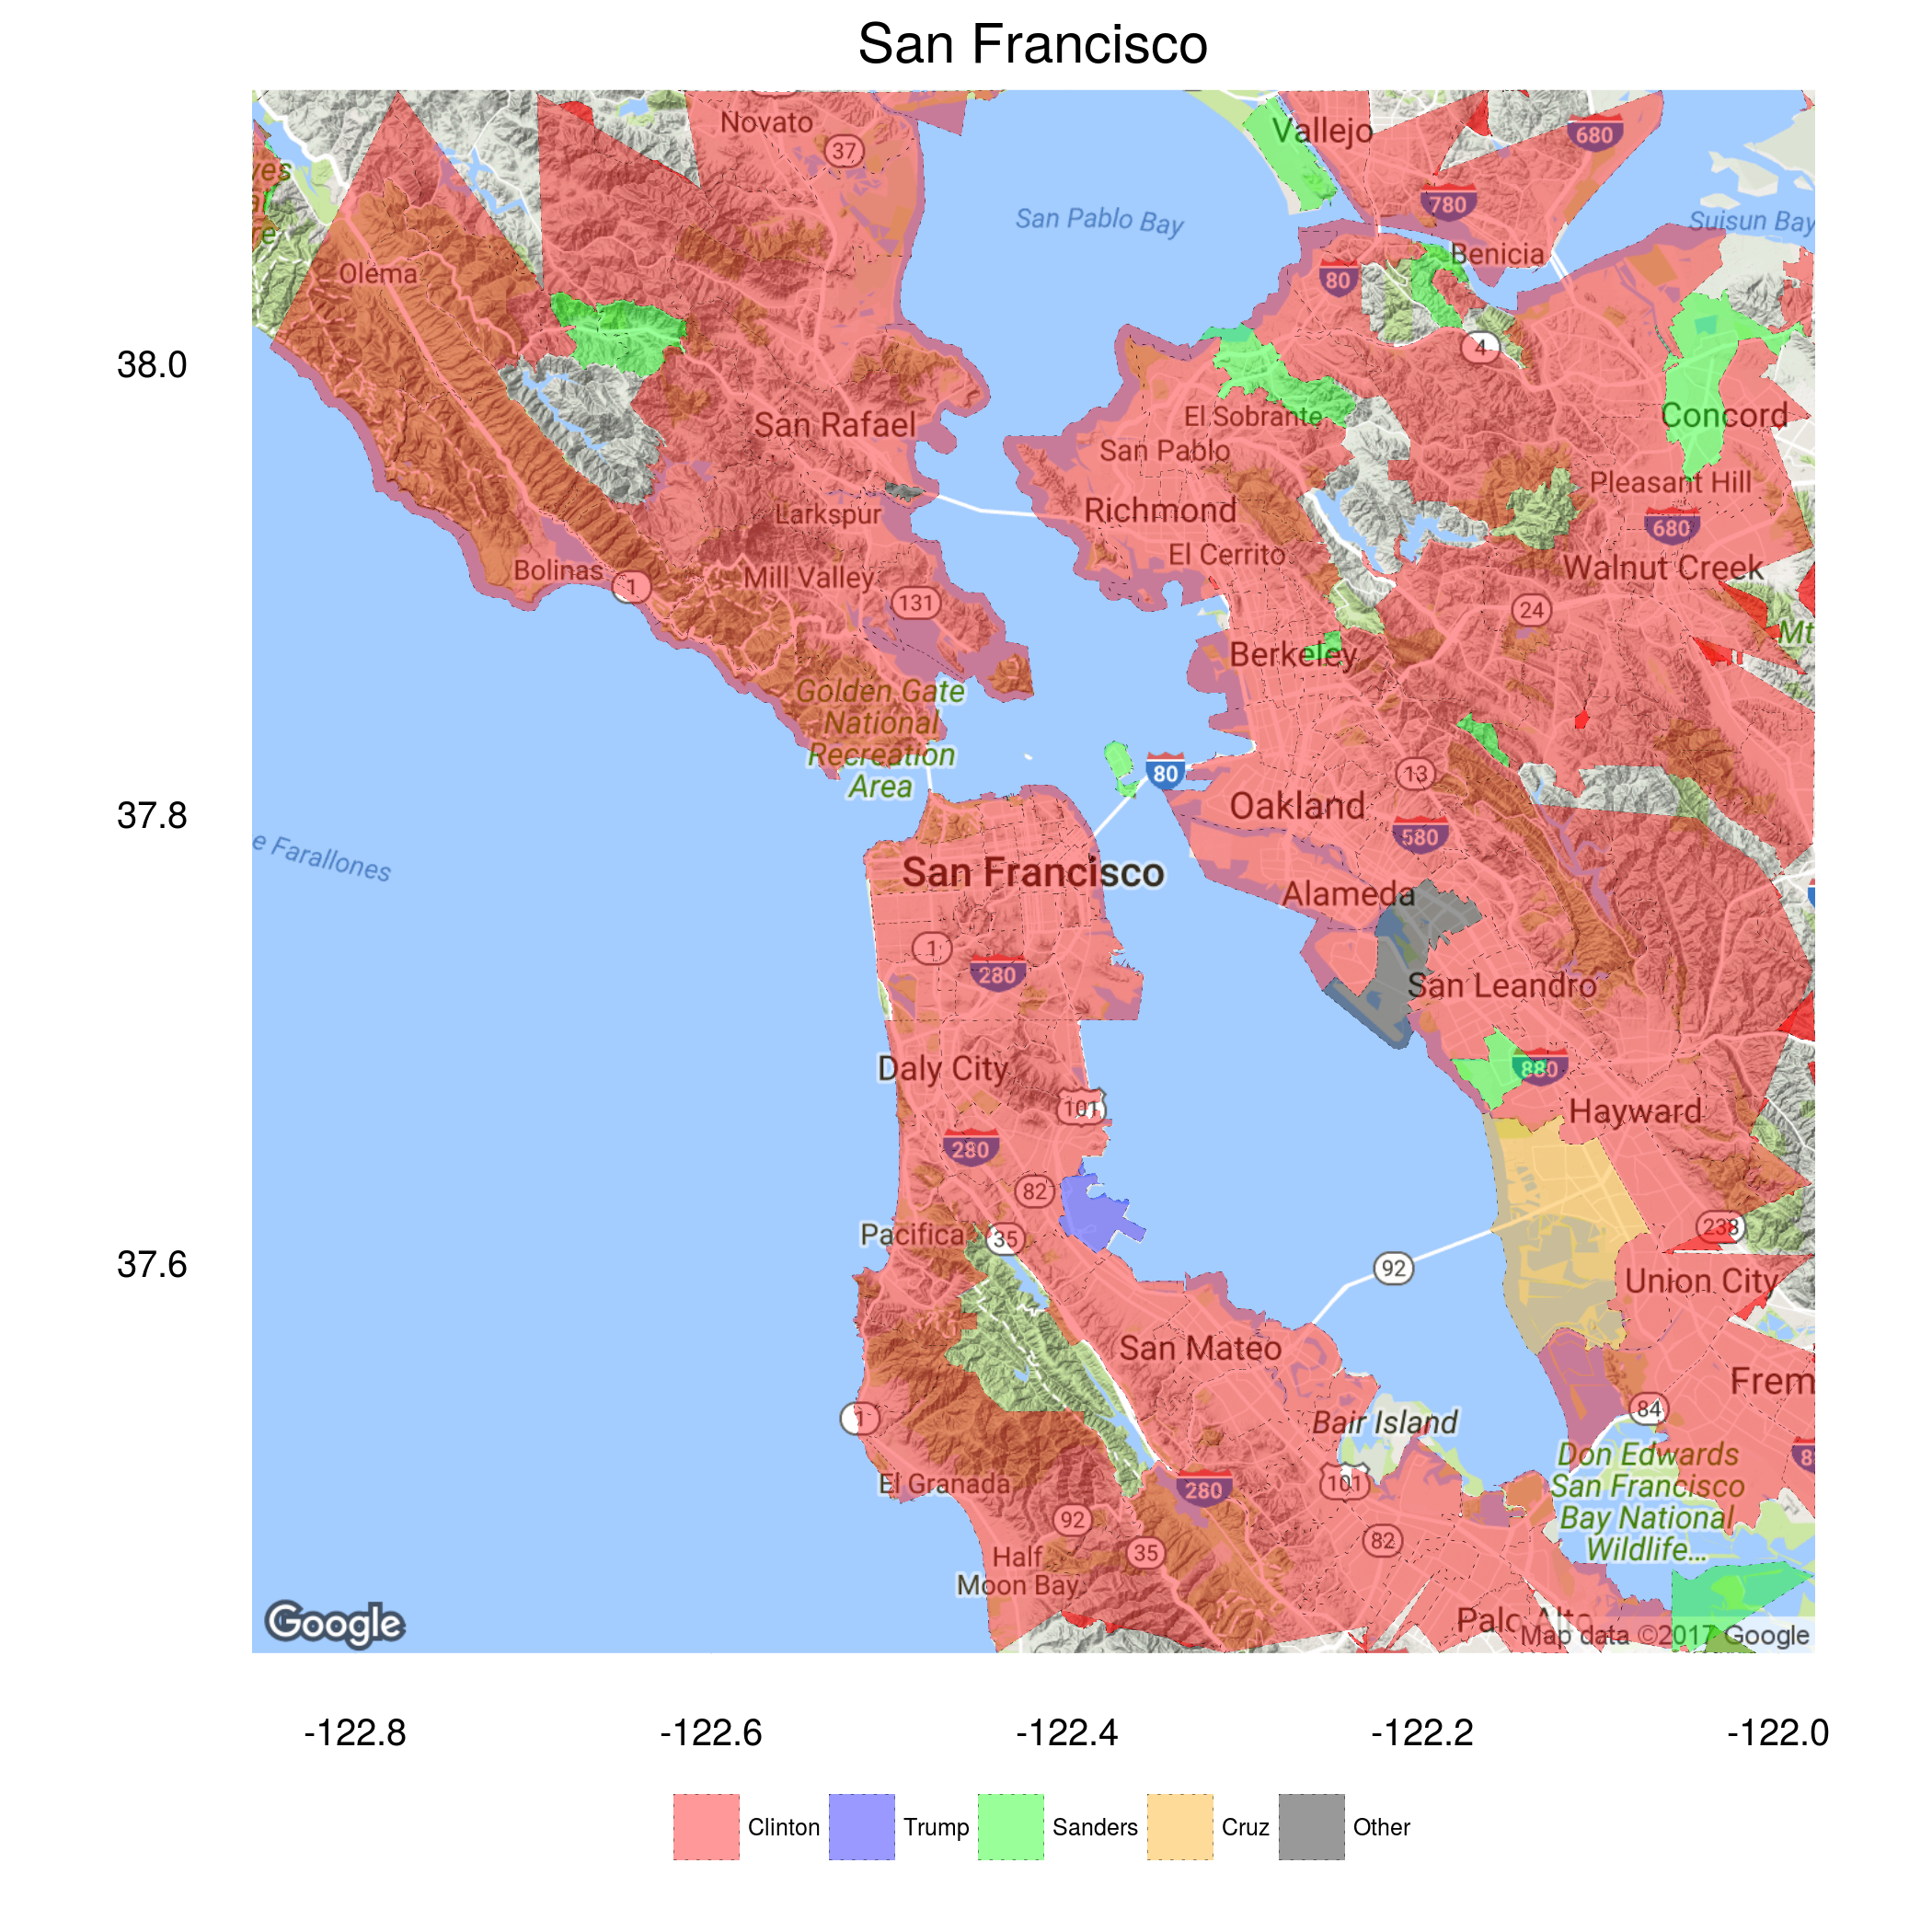 San Francisco
Novato
37
Vallejo
680
780
San Pablo Bay
Suisun Bay
Benicia
80
Olema
38.0
4
Concord
El Sobrante
San Rafael
San Pablo
Pleasant Hill
Richmond
Larkspur
680
El Cerrito
Walnut Creek
Bolinas
1
Mill Valley
131
24
Mt
Berkeley
Golden Gate
National
Recreation
Area
80
13
37.8
Oakland
580
e Farallones
San Francisco
Alameda
1
280
San Leandro
Daly City
880
101
Hayward
280
82
Pacifica
35
238
37.6
92
Union City
San Mateo
Frem
1
84
Bair Island
Don Edwards
San Francisco
Bay National
Wildlife...
8
El Granada
101
280
92
82
35
Half
Moon Bay
Google
Palo Alto
Map data ©2017 Google
-122.8
-122.6
-122.4
-122.2
-122.0
Clinton
Trump
Sanders
Cruz
Other